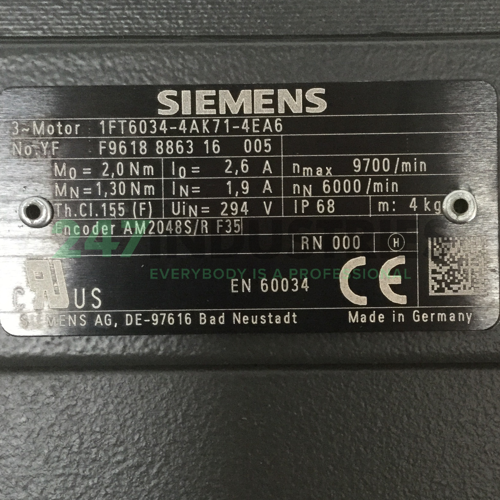 SIEMENS
3~Motor 1FT6034-4AK71-4EA6
No.YF F9618 8863 16 005
M₀ = 2,0 Nm I₀ = 2,6 A nmax 9700/min
MN = 1,30 Nm IN = 1,9 A nN 6000/min
Th.Cl.155 (F) UiN = 294 V IP 68 m: 4 kg
Encoder AM2048S/R F35
RN 000 H
247 INDUSTRY
EVERYBODY IS A PROFESSIONAL
C UR US EN 60034 CE
SIEMENS AG, DE-97616 Bad Neustadt Made in Germany